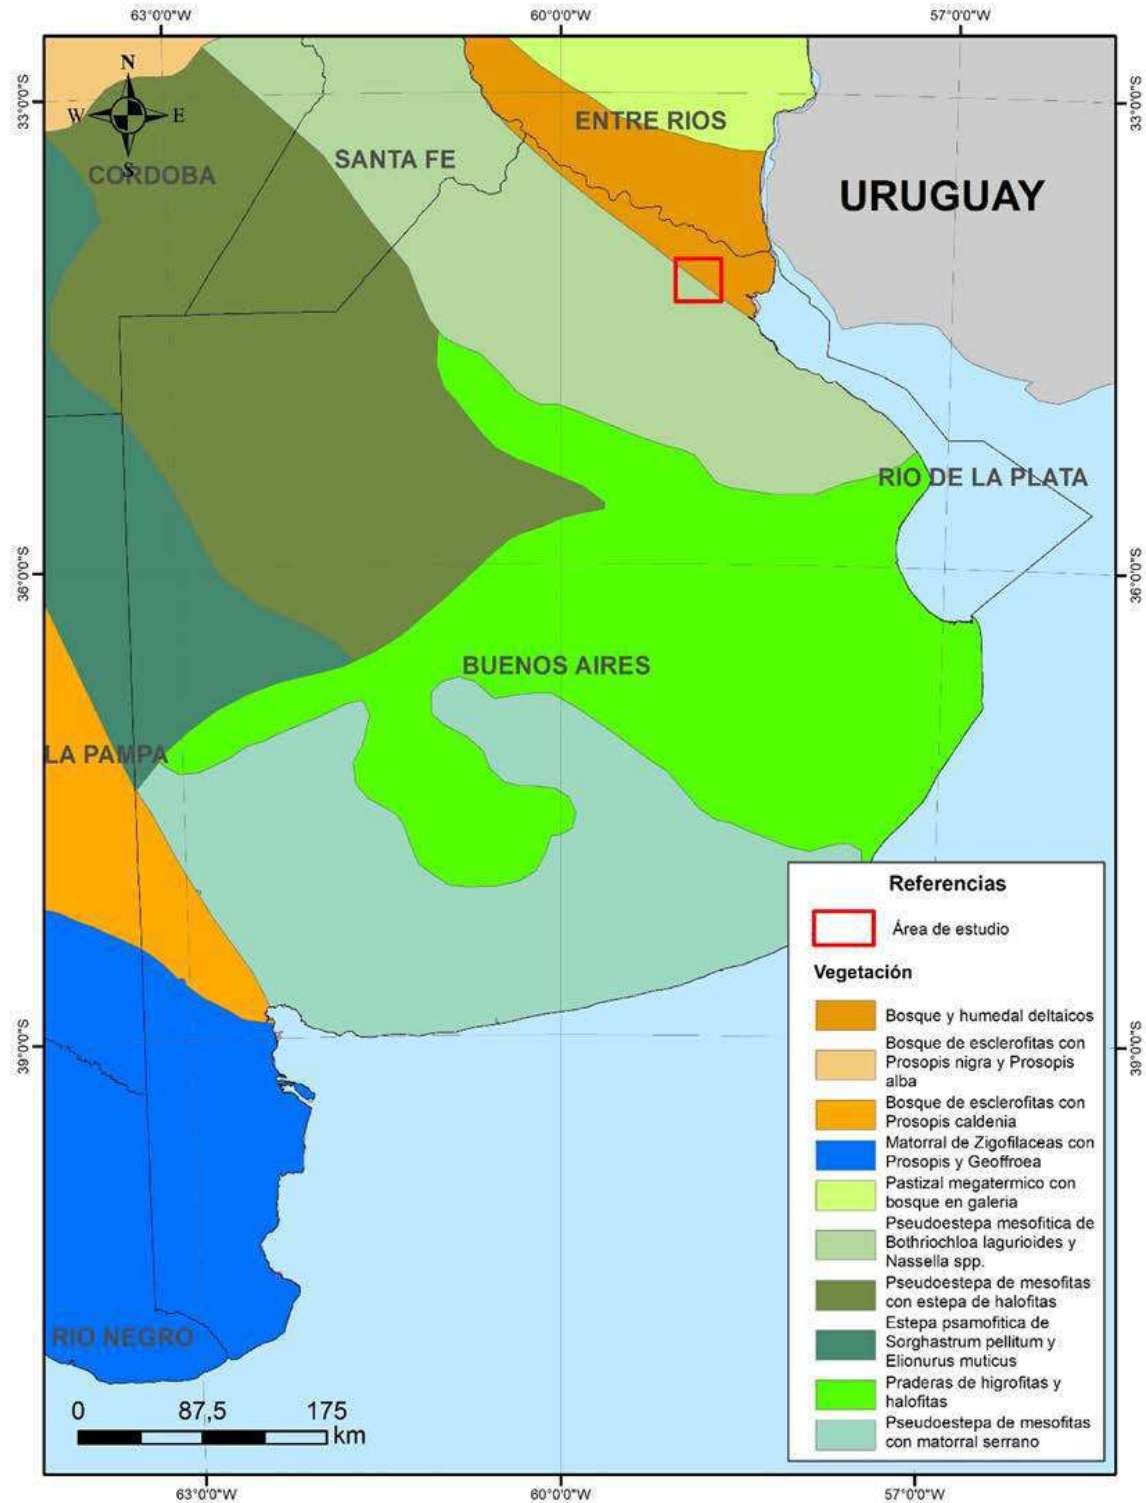 63°0'0"W
60°0'0"W
57°0'0"W
33°0'0"S
33°0'0"S
N
W
E
S
ENTRE RIOS
SANTA FE
CORDOBA
URUGUAY
RIO DE LA PLATA
36°0'0"S
36°0'0"S
BUENOS AIRES
LA PAMPA
39°0'0"S
39°0'0"S
RIO NEGRO
0
87,5
175
km
Referencias
Área de estudio
Vegetación
Bosque y humedal deltaicos
Bosque de esclerofitas con
Prosopis nigra y Prosopis
alba
Bosque de esclerofitas con
Prosopis caldenia
Matorral de Zigofilaceas con
Prosopis y Geoffroea
Pastizal megatermico con
bosque en galeria
Pseudoestepa mesofitica de
Bothriochloa lagurioides y
Nassella spp.
Pseudoestepa de mesofitas
con estepa de halofitas
Estepa psamofitica de
Sorghastrum pellitum y
Elionurus muticus
Praderas de higrofitas y
halofitas
Pseudoestepa de mesofitas
con matorral serrano
63°0'0"W
60°0'0"W
57°0'0"W